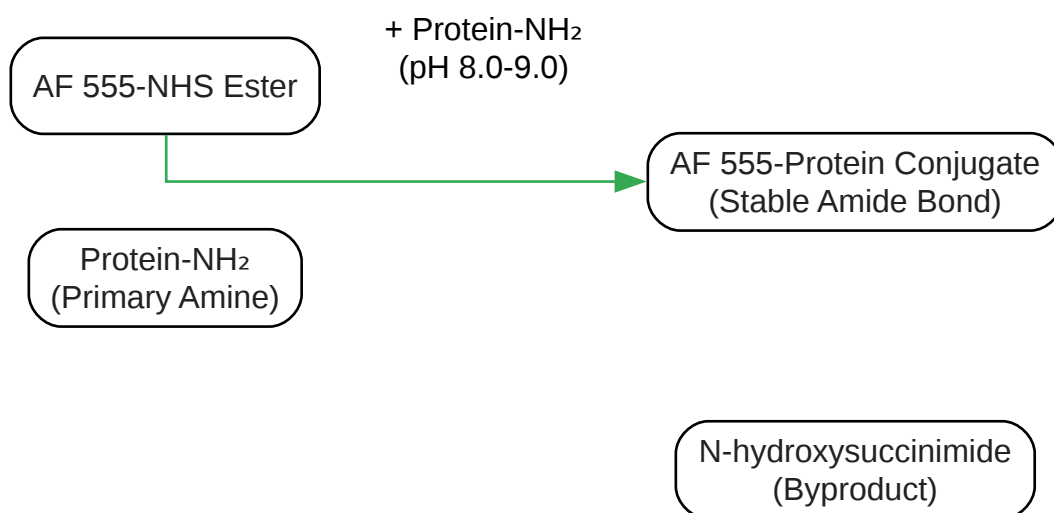 + Protein-NH₂
(pH 8.0-9.0)
AF 555-NHS Ester
AF 555-Protein Conjugate
(Stable Amide Bond)
Protein-NH₂
(Primary Amine)
N-hydroxysuccinimide
(Byproduct)